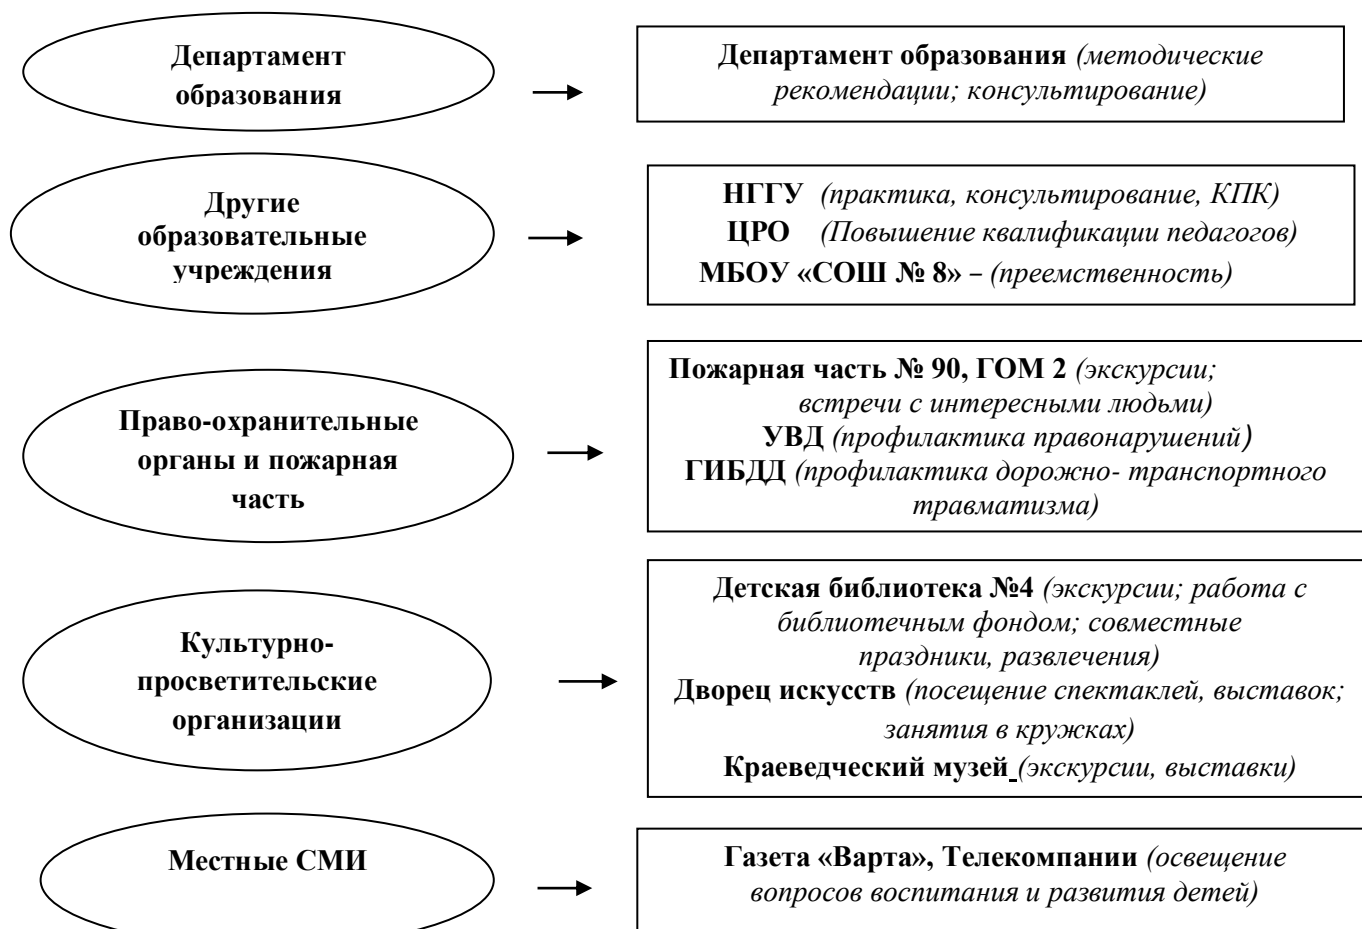 Департамент
образования
Департамент образования (методические
рекомендации; консультирование)
Другие
образовательные
учреждения
НГГУ (практика, консультирование, КПК)
ЦРО (Повышение квалификации педагогов)
МБОУ «СОШ № 8» – (преемственность)
Право-охранительные
органы и пожарная
часть
Пожарная часть № 90, ГОМ 2 (экскурсии;
встречи с интересными людьми)
УВД (профилактика правонарушений)
ГИБДД (профилактика дорожно- транспортного
травматизма)
Культурно-
просветительские
организации
Детская библиотека №4 (экскурсии; работа с
библиотечным фондом; совместные
праздники, развлечения)
Дворец искусств (посещение спектаклей, выставок;
занятия в кружках)
Краеведческий музей (экскурсии, выставки)
Местные СМИ
Газета «Варта», Телекомпании (освещение
вопросов воспитания и развития детей)